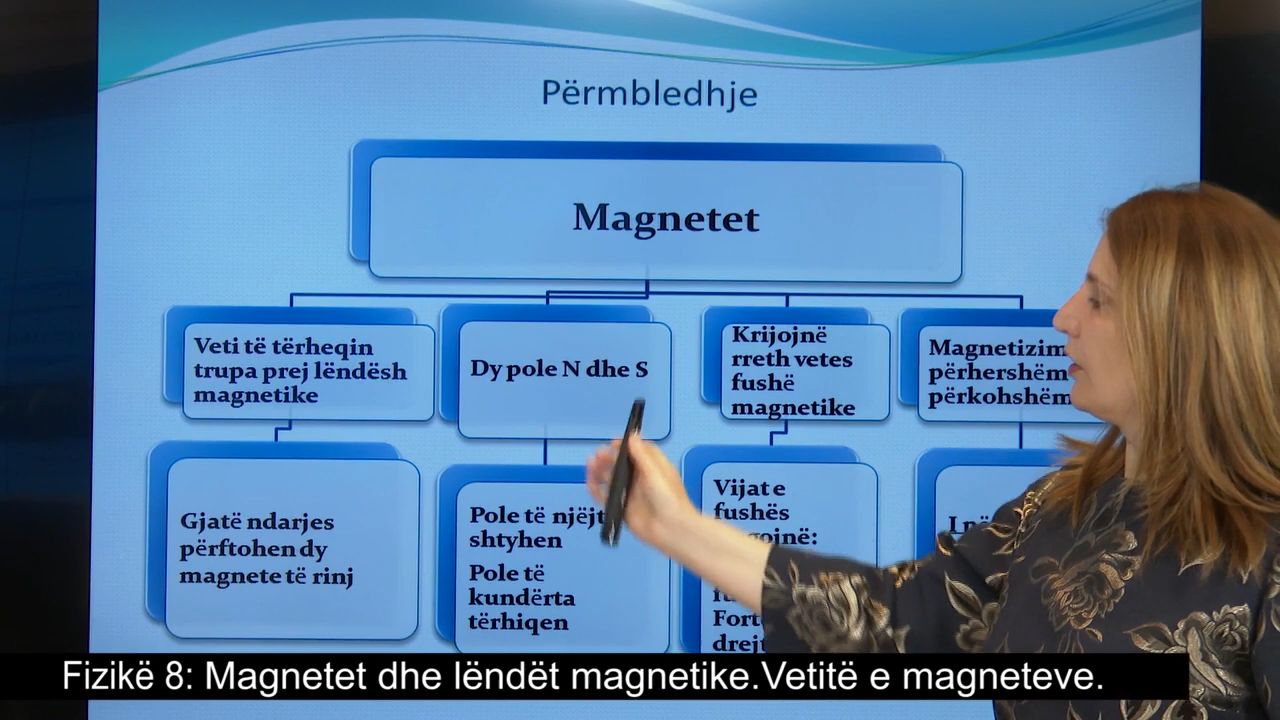 Përmbledhje
Magnetet
Veti të tërheqin
trupa prej lëndësh
magnetike
Dy pole N dhe S
Krijojnë
rreth vetes
fushë
magnetike
Gjatë ndarjes
përftohen dy
magnete të rinj
Pole të
shtyhen
Pole të
kundërta
tërhiqen
Vijat e
fushës
Fizikë 8: Magnetet dhe lëndët magnetike.Vetitë e magneteve.